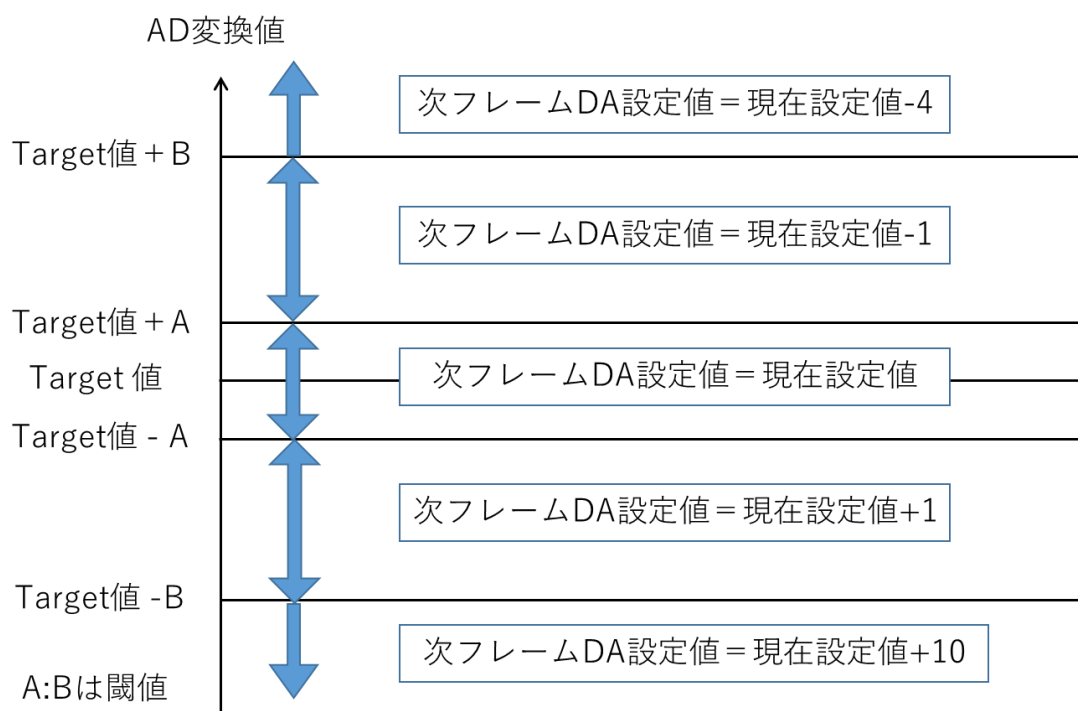 AD変換値
次フレームDA設定値＝現在設定値-4
Target値＋B
次フレームDA設定値＝現在設定値-1
Target値＋A
Target 値
次フレームDA設定値＝現在設定値
Target値 - A
次フレームDA設定値＝現在設定値+1
Target値 -B
次フレームDA設定値＝現在設定値+10
A:Bは閾値